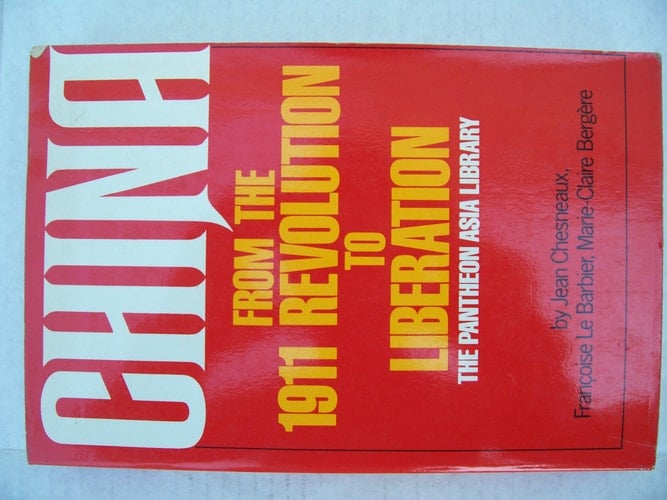 CHINA
FROM THE
1911 REVOLUTION
TO
LIBERATION
THE PANTHEON ASIA LIBRARY
by Jean Chesneaux,
Françoise Le Barbier, Marie-Claire Bergère